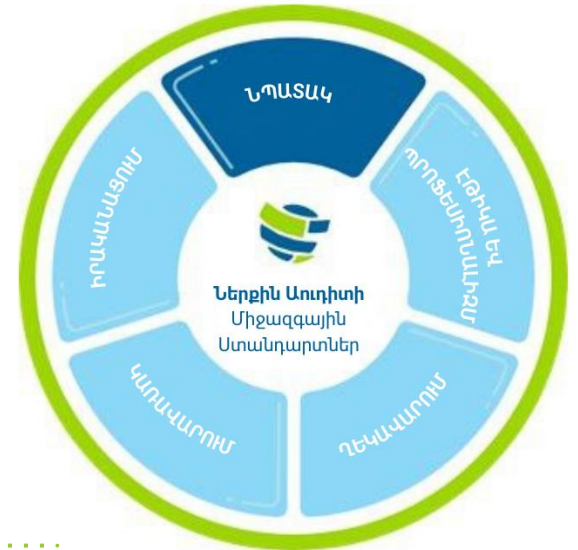 ՆՊԱՏԱԿ
ԷԹԻԿԱ ԵՎ
ՊՐՈՖԵՍԻՈՆԱԼԻԶՄ
ՂԵԿԱՎԱՐՈՒՄ
ԿԱՌԱՎԱՐՈՒՄ
ԻՐԱԿԱՆԱՑՈՒՄ
Ներքին Աուդիտի
Միջազգային
Ստանդարտներ